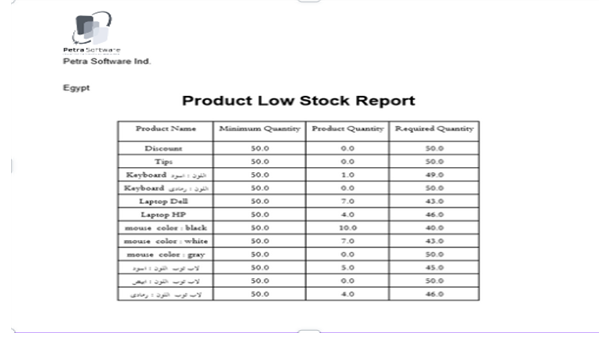 Petra Software
Petra Software Ind.
Egypt
Product Low Stock Report
Product Name Minimum Quantity Product Quantity Required Quantity
Discount 50.0 0.0 50.0
Tips 50.0 0.0 50.0
Keyboard اللون : اسود 50.0 1.0 49.0
Keyboard اللون : رمادى 50.0 0.0 50.0
Laptop Dell 50.0 7.0 43.0
Laptop HP 50.0 4.0 46.0
mouse color : black 50.0 10.0 40.0
mouse color : white 50.0 7.0 43.0
mouse color : gray 50.0 0.0 50.0
لاب توب اللون : اسود 50.0 5.0 45.0
لاب توب اللون : ابيض 50.0 0.0 50.0
لاب توب اللون : رمادى 50.0 4.0 46.0